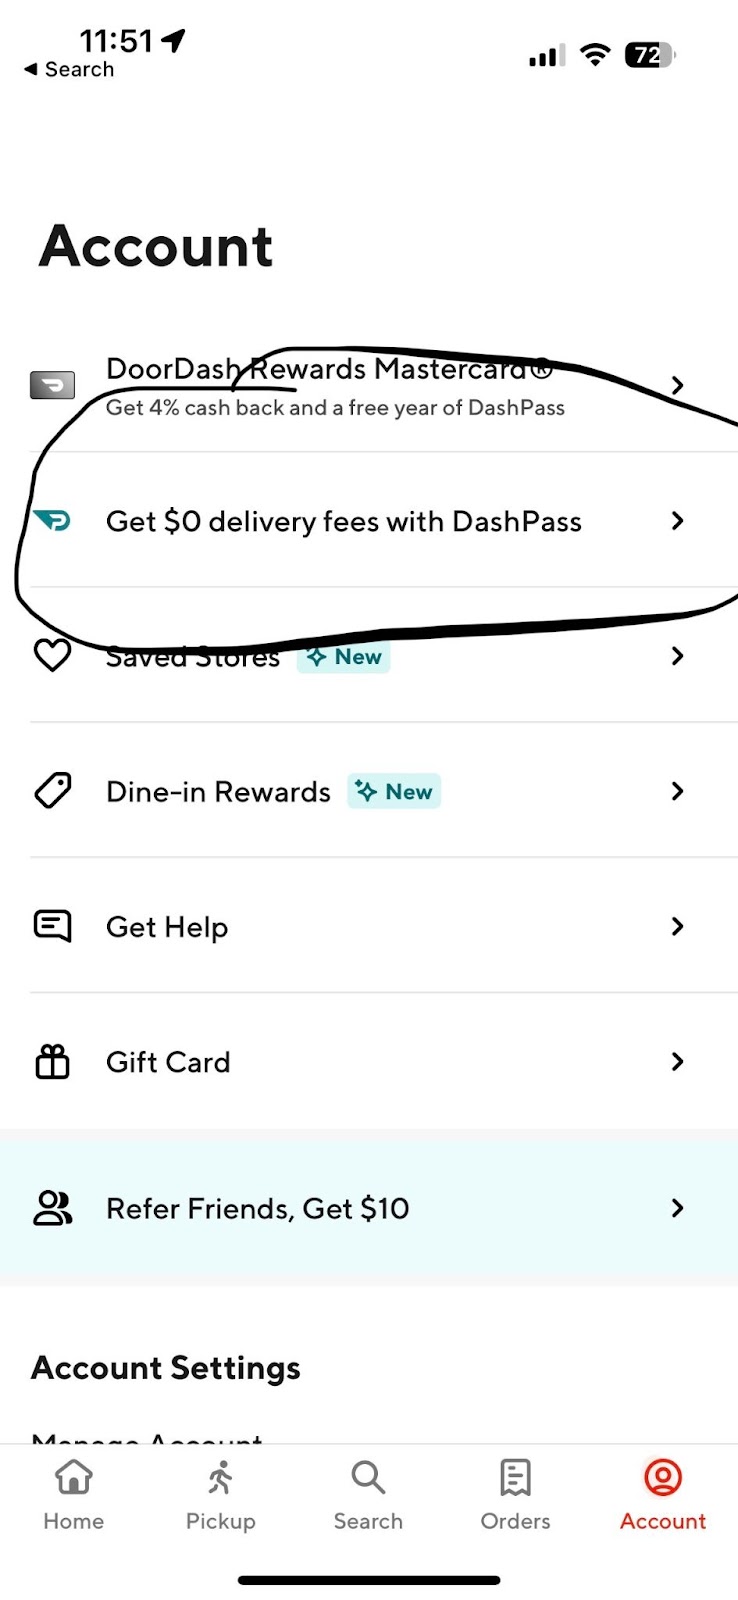 11:51
Search
72
Account
DoorDash Rewards Mastercard®
Get 4% cash back and a free year of DashPass
Get $0 delivery fees with DashPass
Saved Stores New
Dine-in Rewards New
Get Help
Gift Card
Refer Friends, Get $10
Account Settings
Manage Account
Home Pickup Search Orders Account